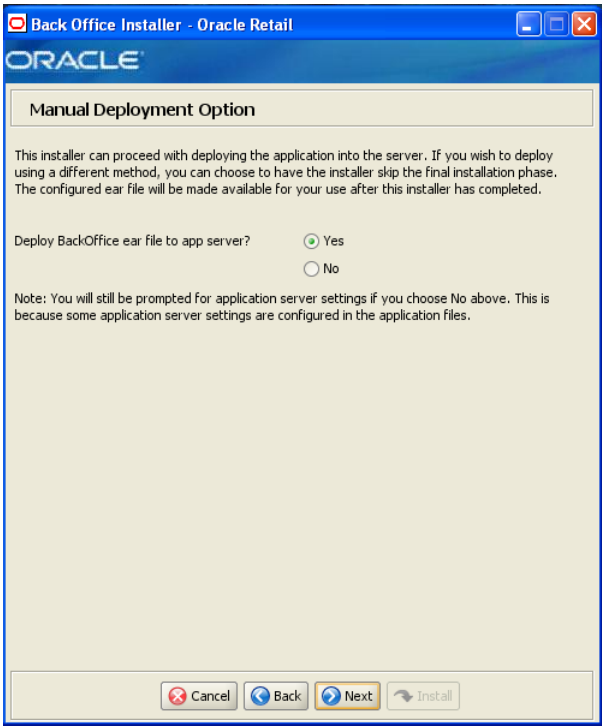 Back Office Installer - Oracle Retail
ORACLE
Manual Deployment Option
This installer can proceed with deploying the application into the server. If you wish to deploy
using a different method, you can choose to have the installer skip the final installation phase.
The configured ear file will be made available for your use after this installer has completed.
Deploy BackOffice ear file to app server?
Yes
No
Note: You will still be prompted for application server settings if you choose No above. This is
because some application server settings are configured in the application files.
Cancel
Back
Next
Install